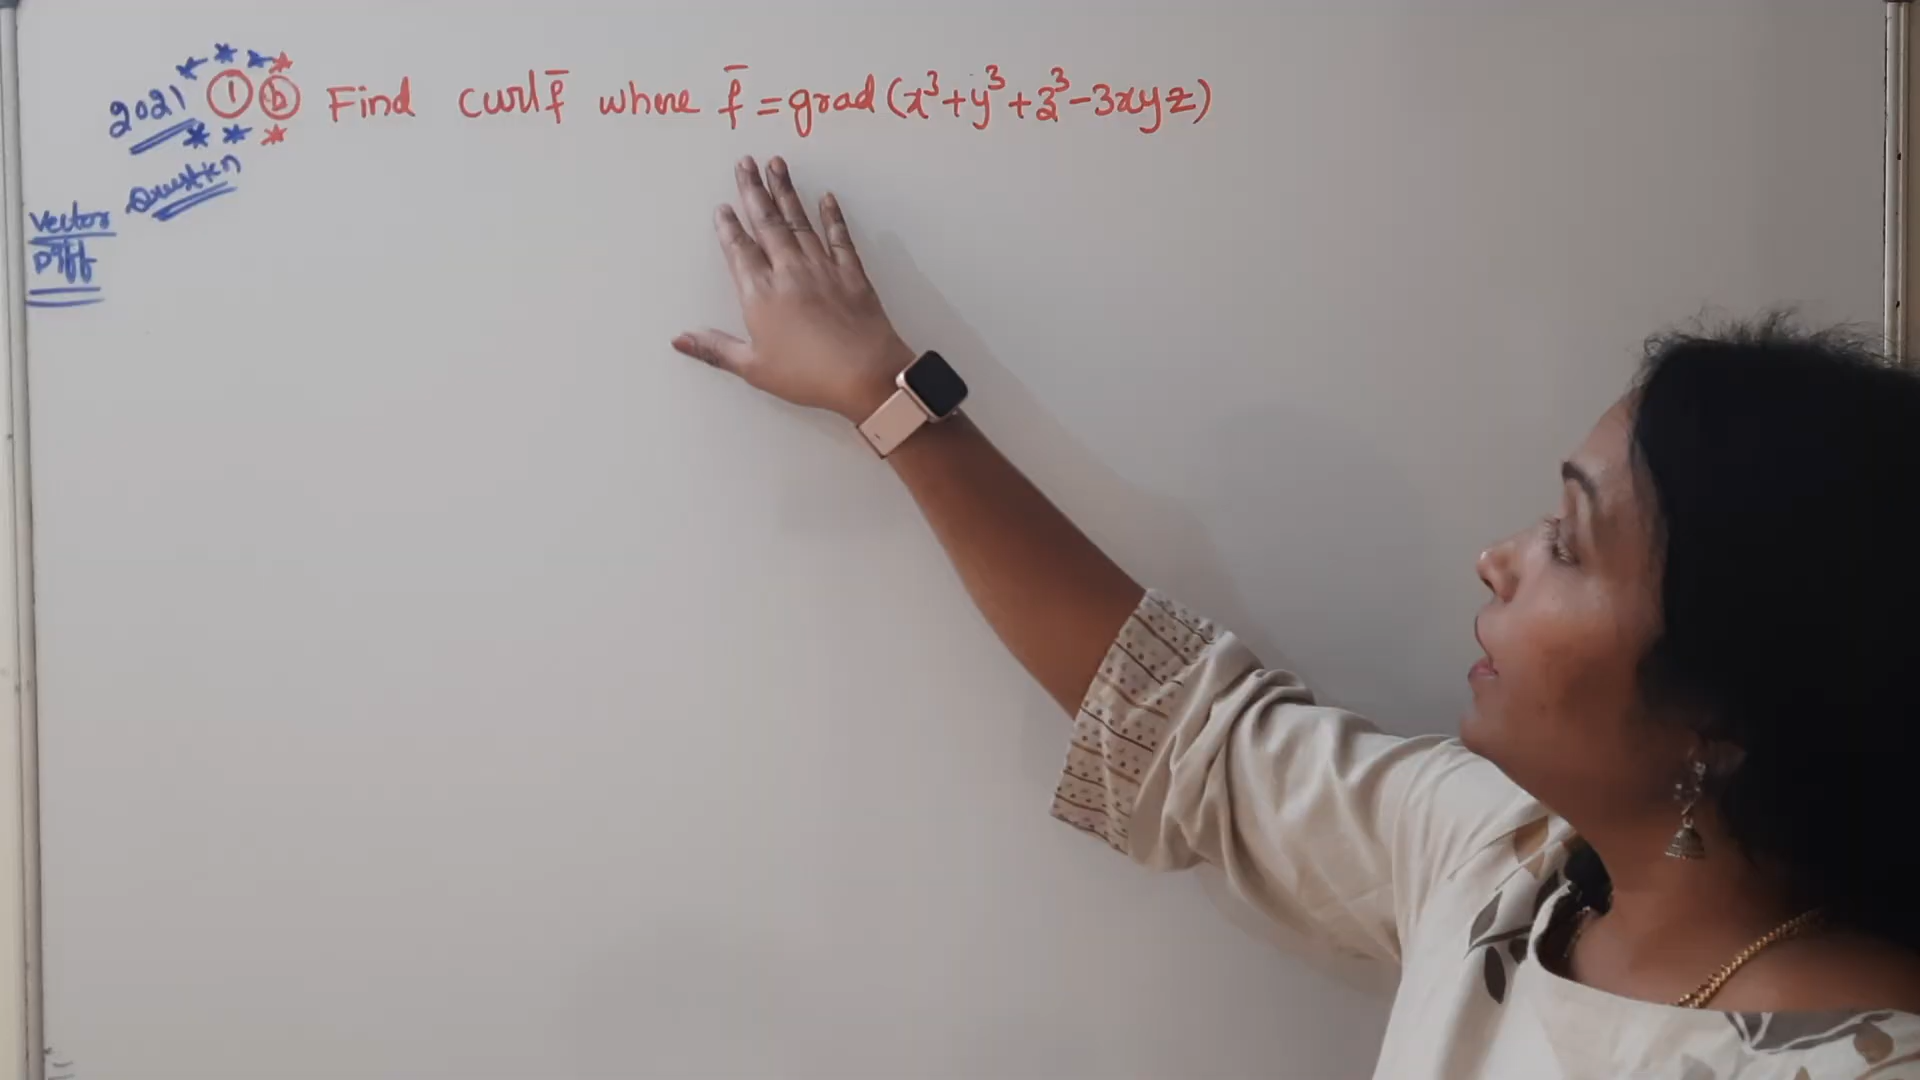 2021 ① ⓑ Find curl f̄ where f̄ = grad (x³+y³+z³-3xyz)
Question
Vector
Diff